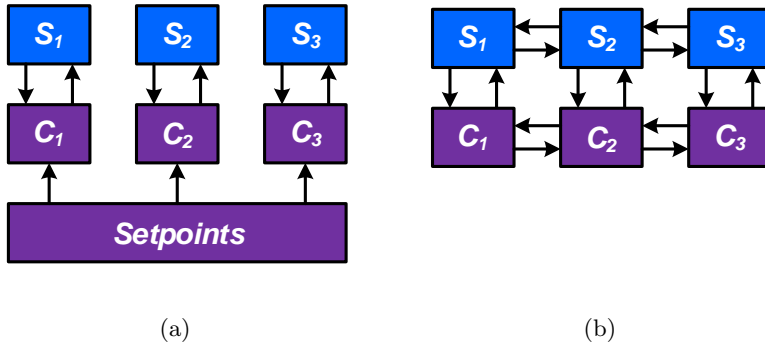 S1 S2 S3 S1 S2 S3
C1 C2 C3 C1 C2 C3
Setpoints
(a) (b)